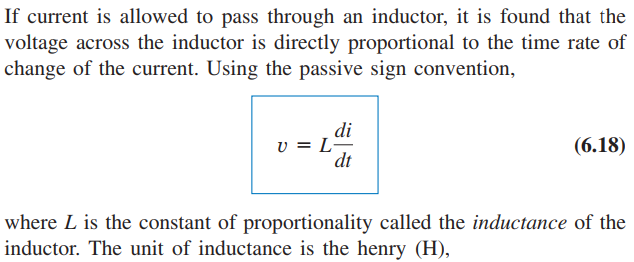 If current is allowed to pass through an inductor, it is found that the
voltage across the inductor is directly proportional to the time rate of
change of the current. Using the passive sign convention,
v = L di/dt (6.18)
where L is the constant of proportionality called the inductance of the
inductor. The unit of inductance is the henry (H),